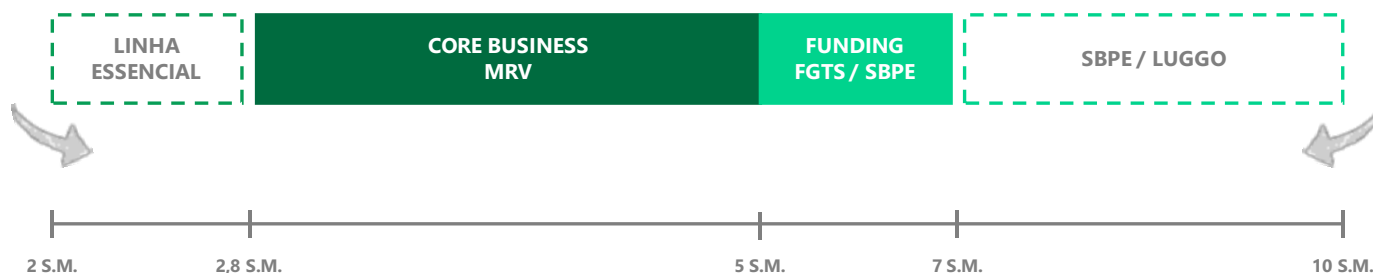 LINHA
ESSENCIAL
CORE BUSINESS
MRV
FUNDING
FGTS / SBPE
SBPE / LUGGO
2 S.M.
2,8 S.M.
5 S.M.
7 S.M.
10 S.M.